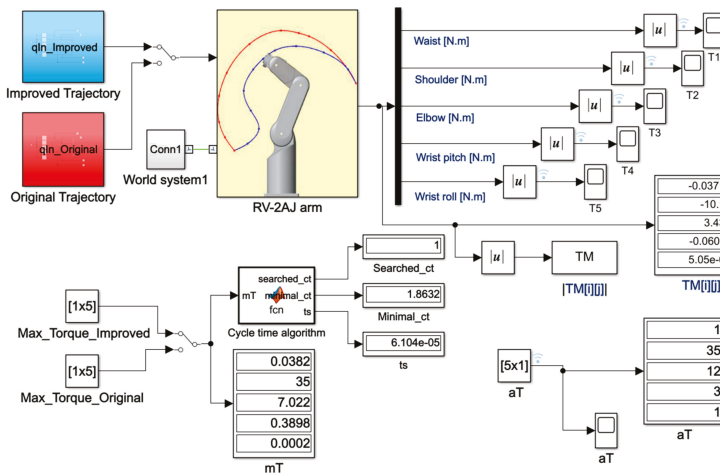 qIn_Improved
Improved Trajectory
qIn_Original
Original Trajectory
Conn1
World system1
RV-2AJ arm
Waist [N.m]
|u|
T1
Shoulder [N.m]
|u|
T2
Elbow [N.m]
|u|
T3
Wrist pitch [N.m]
|u|
T4
Wrist roll [N.m]
|u|
T5
|u|
TM
|TM[i][j]|
-0.037
-10.
3.4
-0.060
5.05e-
TM[i][j]
[1x5]
Max_Torque_Improved
[1x5]
Max_Torque_Original
mT
searched_ct
minimal_ct
ts
fcn
Cycle time algorithm
1
Searched_ct
1.8632
Minimal_ct
6.104e-05
ts
0.0382
35
7.022
0.3898
0.0002
mT
[5x1]
aT
aT
1
35
12
3
1
aT